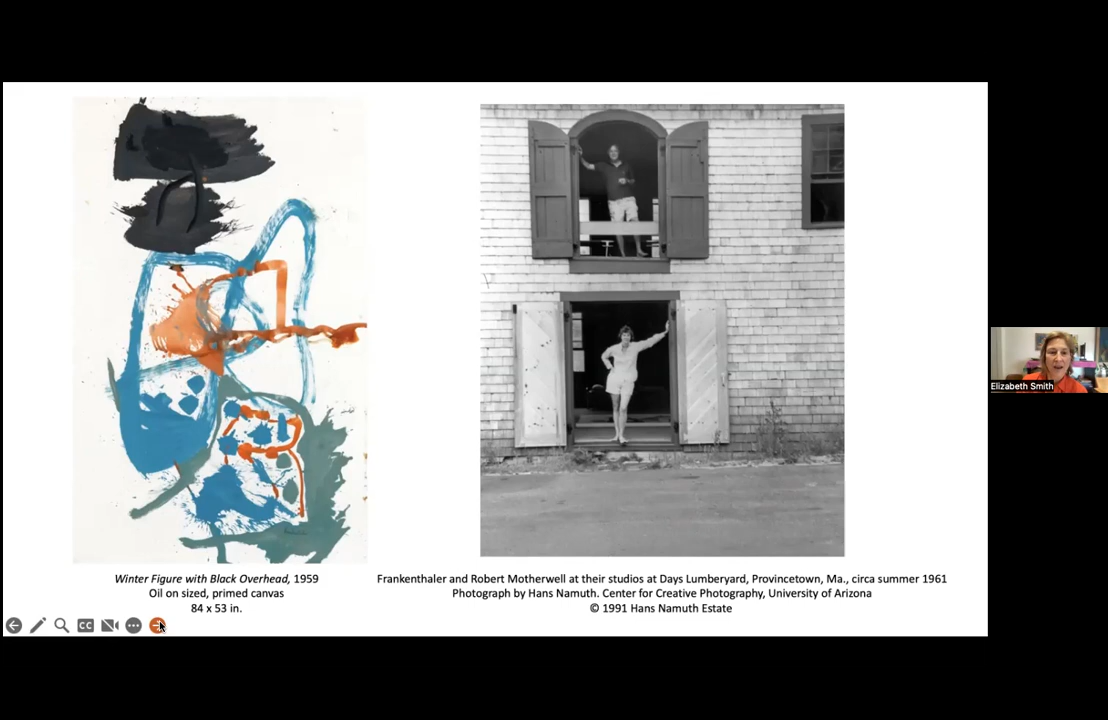 Winter Figure with Black Overhead, 1959
Oil on sized, primed canvas
84 x 53 in.
Frankenthaler and Robert Motherwell at their studios at Days Lumberyard, Provincetown, Ma., circa summer 1961
Photograph by Hans Namuth. Center for Creative Photography, University of Arizona
© 1991 Hans Namuth Estate
CC
Elizabeth Smith